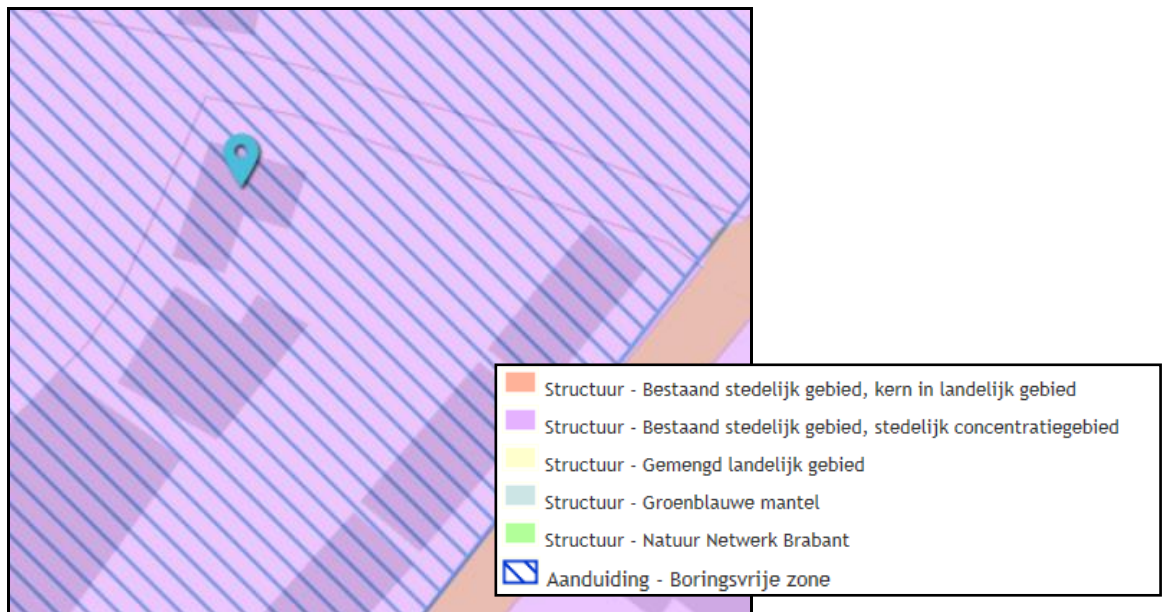 Structuur - Bestaand stedelijk gebied, kern in landelijk gebied
Structuur - Bestaand stedelijk gebied, stedelijk concentratiegebied
Structuur - Gemengd landelijk gebied
Structuur - Groenblauwe mantel
Structuur - Natuur Netwerk Brabant
Aanduiding - Boringsvrije zone